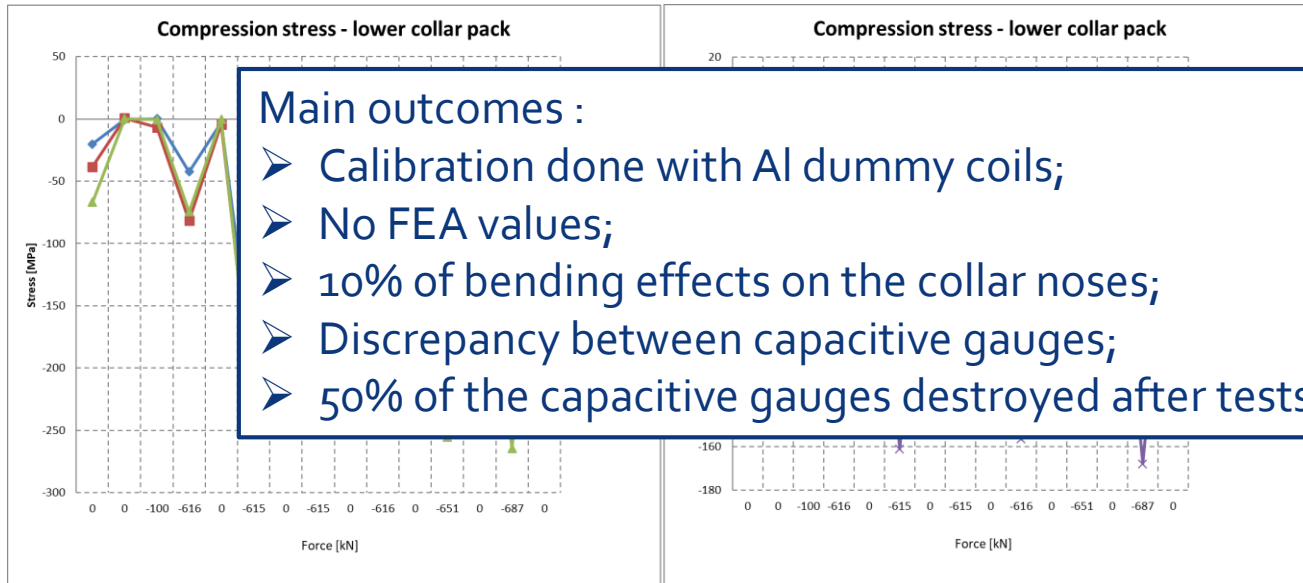 Compression stress - lower collar pack
50
0
-50
-100
-150
-200
-250
-300
Stress [MPa]
0 0 -100 -616 0 -615 0 -615 0 0 0 -651 0 -687 0
Force [kN]
Compression stress - lower collar pack
20
-160
-180
0 0 -100 -616 0 -615 0 -615 0 -616 0 -651 0 -687 0
Force [kN]
Main outcomes :
➢ Calibration done with Al dummy coils;
➢ No FEA values;
➢ 10% of bending effects on the collar noses;
➢ Discrepancy between capacitive gauges;
➢ 50% of the capacitive gauges destroyed after tests